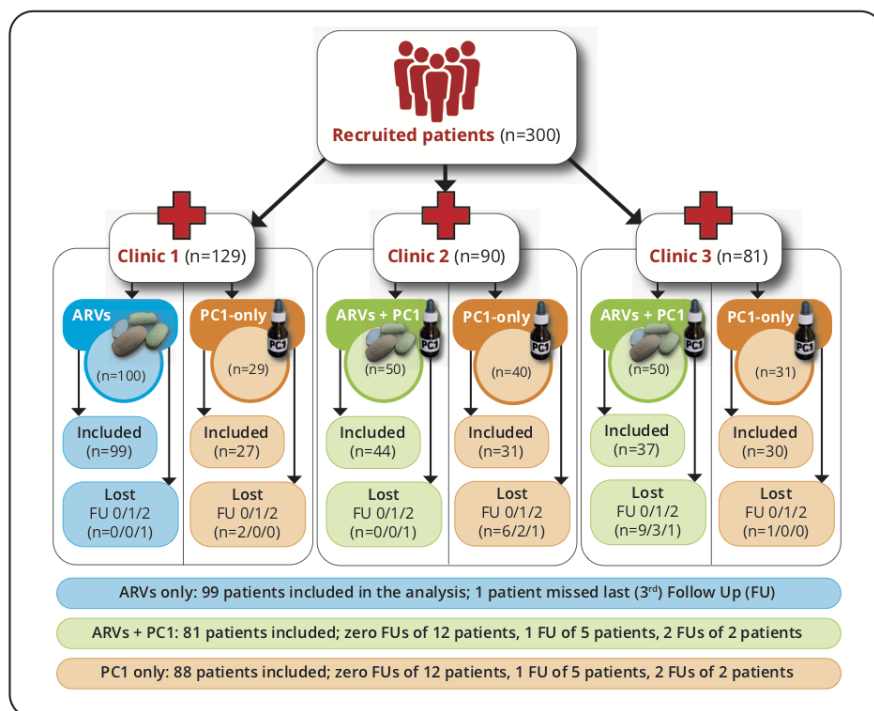 Recruited patients (n=300)
Clinic 1 (n=129)
Clinic 2 (n=90)
Clinic 3 (n=81)
ARVs
PC1-only
ARVs + PC1
PC1-only
ARVs + PC1
PC1-only
PC1
PC1
PC1
PC1
PC1
(n=100)
(n=29)
(n=50)
(n=40)
(n=50)
(n=31)
Included
(n=99)
Included
(n=27)
Included
(n=44)
Included
(n=31)
Included
(n=37)
Included
(n=30)
Lost
FU 0/1/2
(n=0/0/1)
Lost
FU 0/1/2
(n=2/0/0)
Lost
FU 0/1/2
(n=0/0/1)
Lost
FU 0/1/2
(n=6/2/1)
Lost
FU 0/1/2
(n=9/3/1)
Lost
FU 0/1/2
(n=1/0/0)
ARVs only: 99 patients included in the analysis; 1 patient missed last (3rd) Follow Up (FU)
ARVs + PC1: 81 patients included; zero FUs of 12 patients, 1 FU of 5 patients, 2 FUs of 2 patients
PC1 only: 88 patients included; zero FUs of 12 patients, 1 FU of 5 patients, 2 FUs of 2 patients